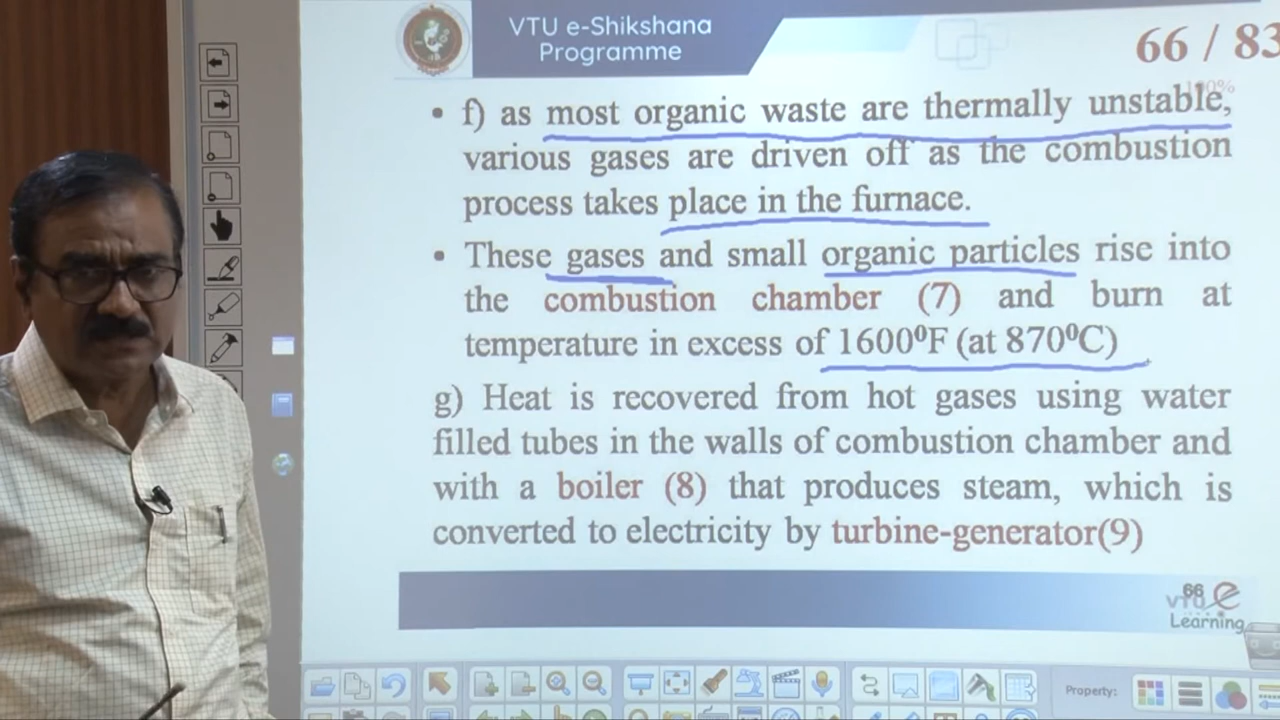 VTU e-Shikshana
Programme
66 / 83
100%
• f) as most organic waste are thermally unstable,
various gases are driven off as the combustion
process takes place in the furnace.
• These gases and small organic particles rise into
the combustion chamber (7) and burn at
temperature in excess of 1600⁰F (at 870⁰C)
g) Heat is recovered from hot gases using water
filled tubes in the walls of combustion chamber and
with a boiler (8) that produces steam, which is
converted to electricity by turbine-generator(9)
66
VTU e
Learning
Property: